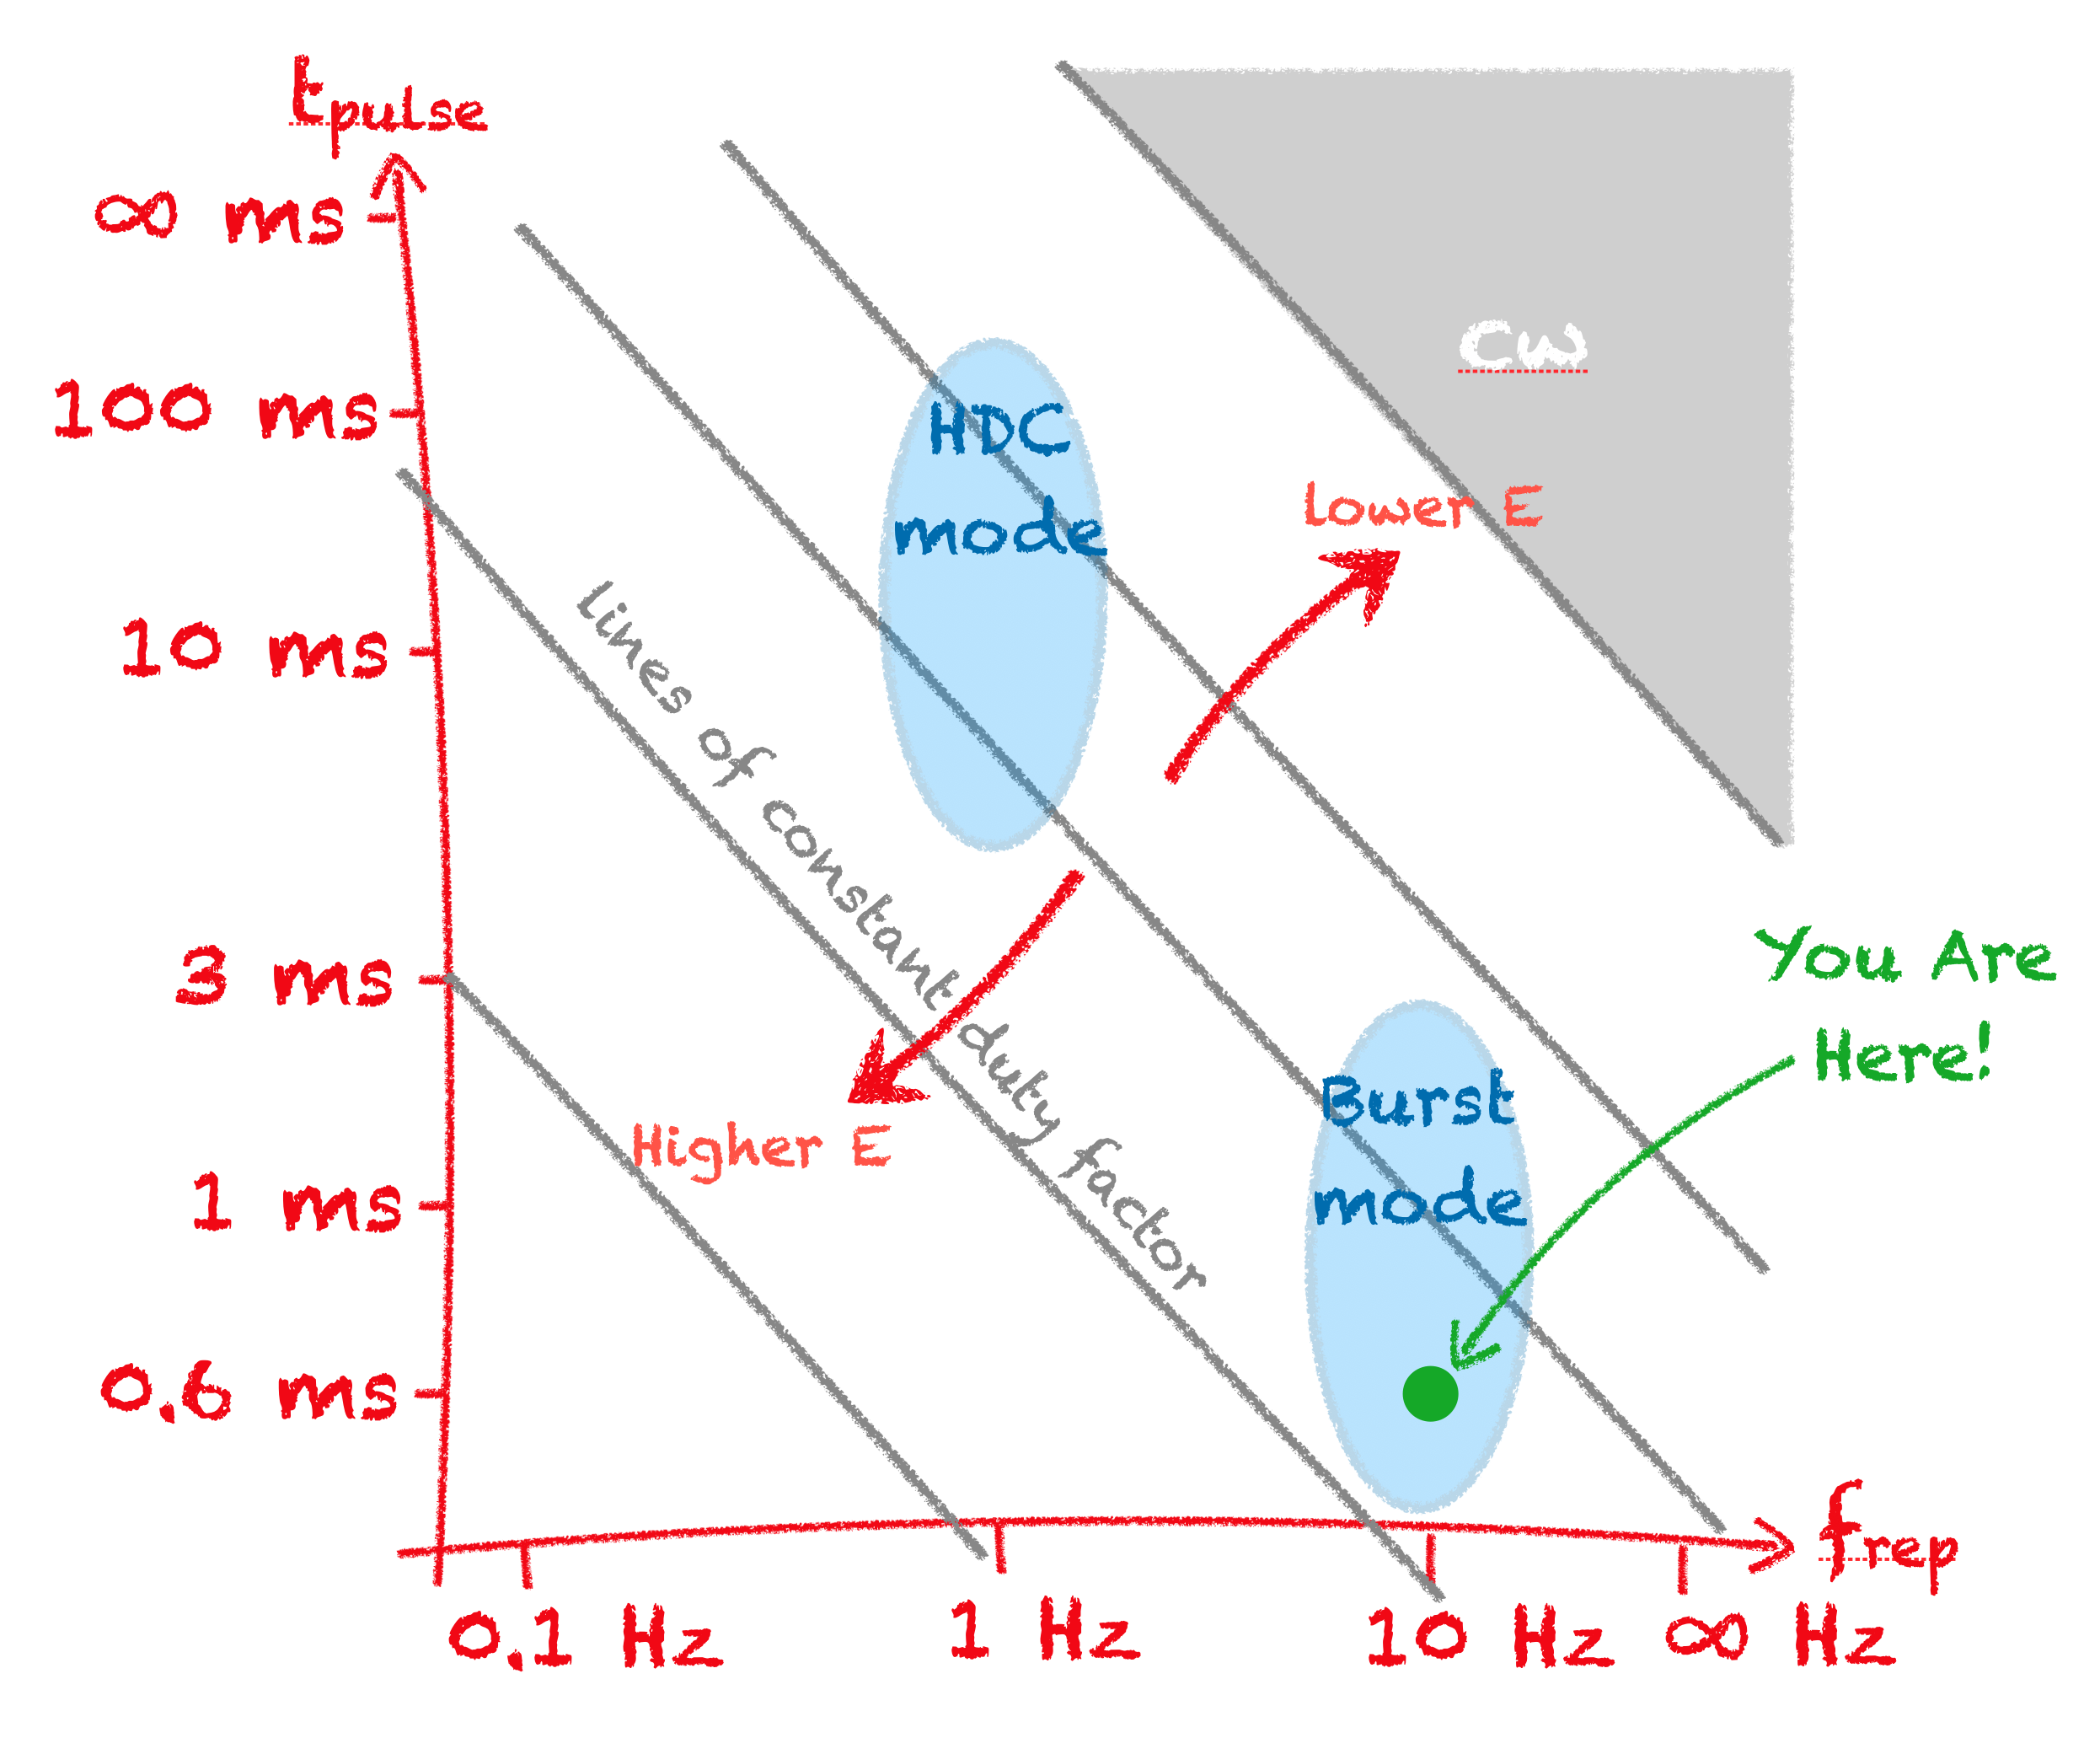 tpulse
∞ ms
100 ms
10 ms
3 ms
1 ms
0.6 ms
HDC
mode
CW
Lower E
lines of constant duty factor
Higher E
Burst
mode
You Are
Here!
0.1 Hz
1 Hz
10 Hz
∞ Hz
frep